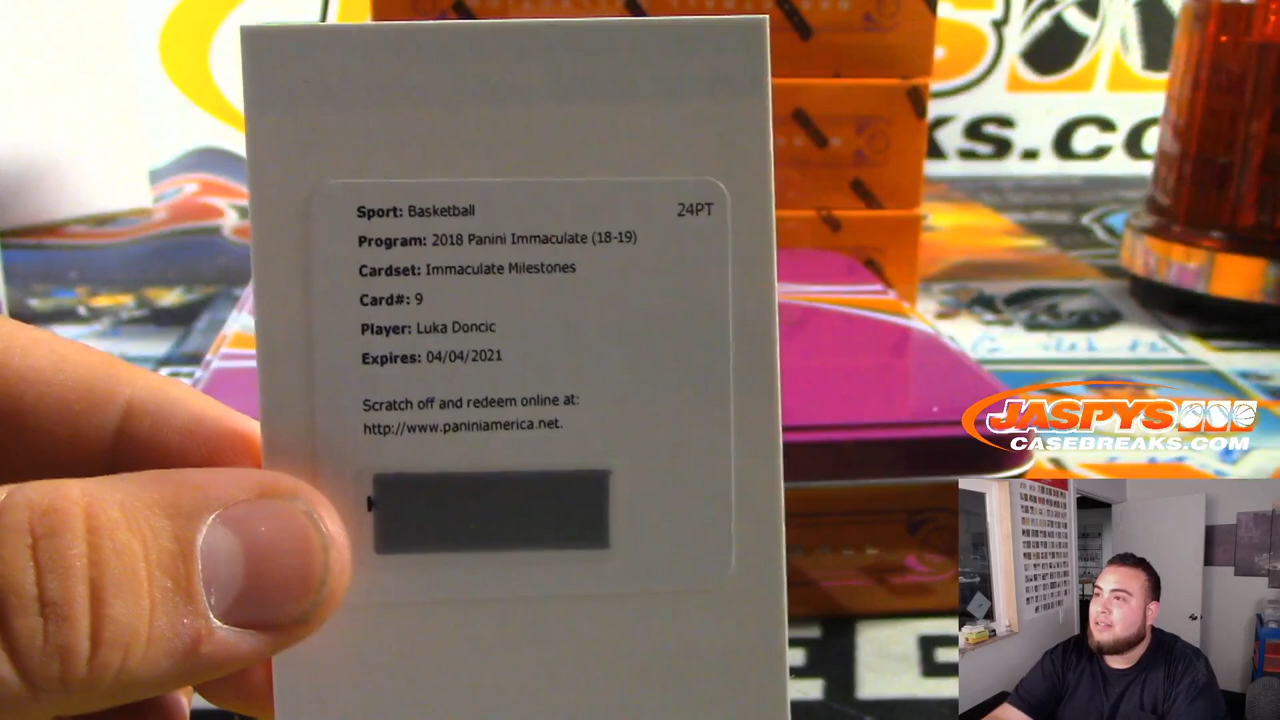 Sport: Basketball
24PT
Program: 2018 Panini Immaculate (18-19)
Cardset: Immaculate Milestones
Card#: 9
Player: Luka Doncic
Expires: 04/04/2021
Scratch off and redeem online at:
http://www.paniniamerica.net.
JASPYS
CASEBREAKS.COM
KS.CO